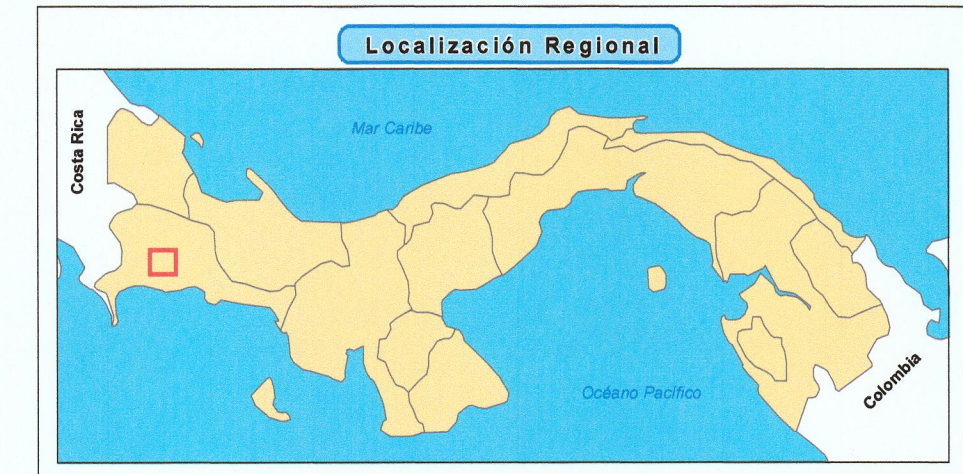 Localización Regional
Costa Rica
Mar Caribe
Océano Pacífico
Colombia